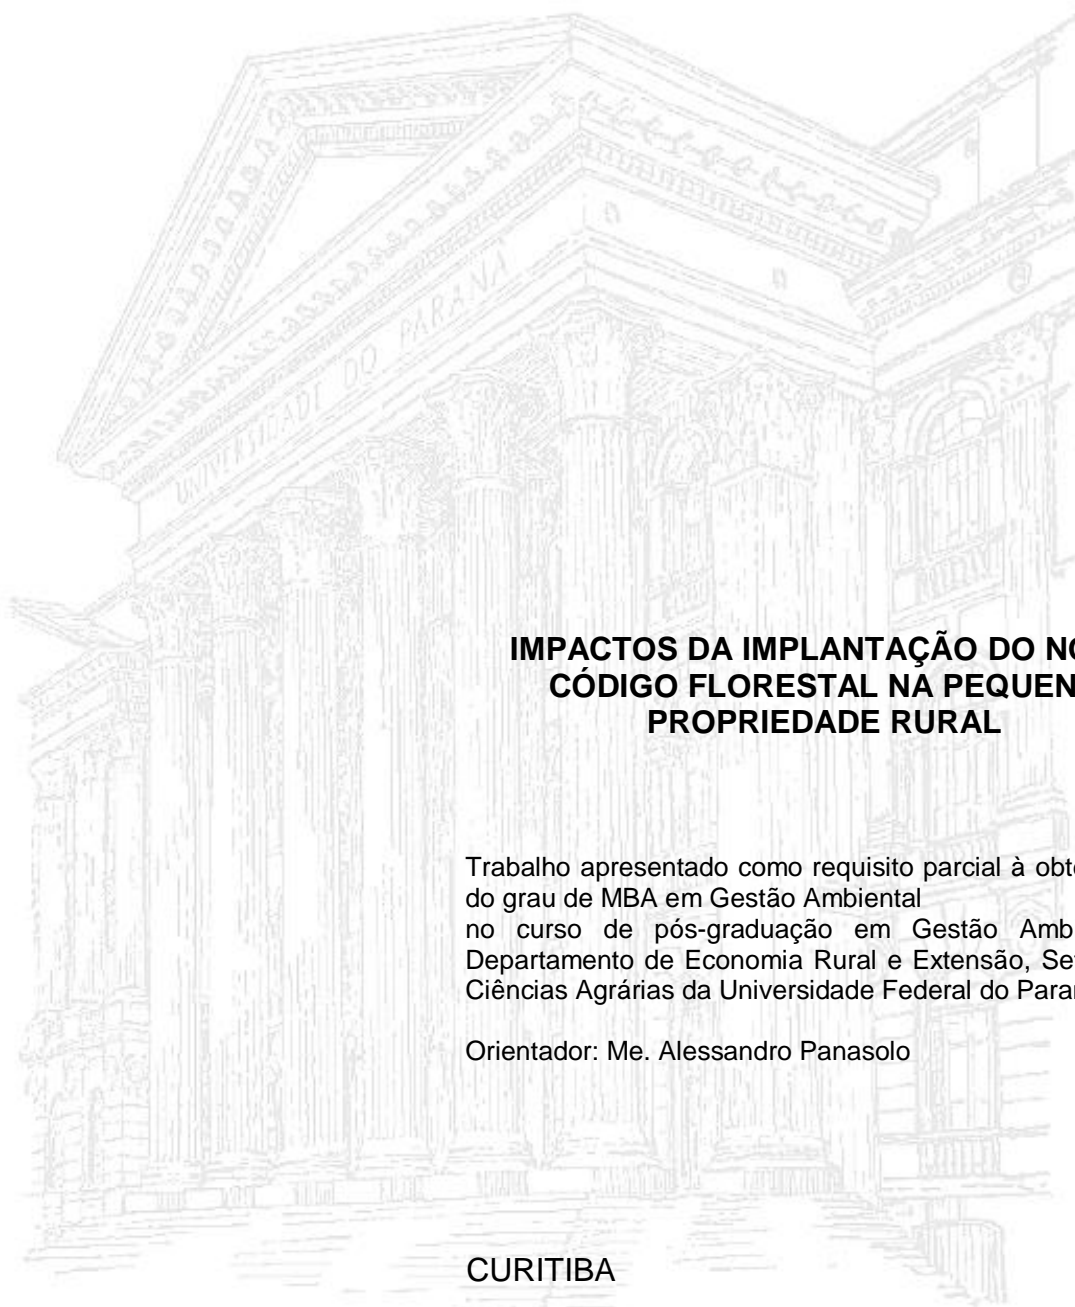 UNIVERSIDADE DO PARANÁ
IMPACTOS DA IMPLANTAÇÃO DO NO
CÓDIGO FLORESTAL NA PEQUEN
PROPRIEDADE RURAL
Trabalho apresentado como requisito parcial à obt
do grau de MBA em Gestão Ambiental
no curso de pós-graduação em Gestão Amb
Departamento de Economia Rural e Extensão, Se
Ciências Agrárias da Universidade Federal do Para
Orientador: Me. Alessandro Panasolo
CURITIBA